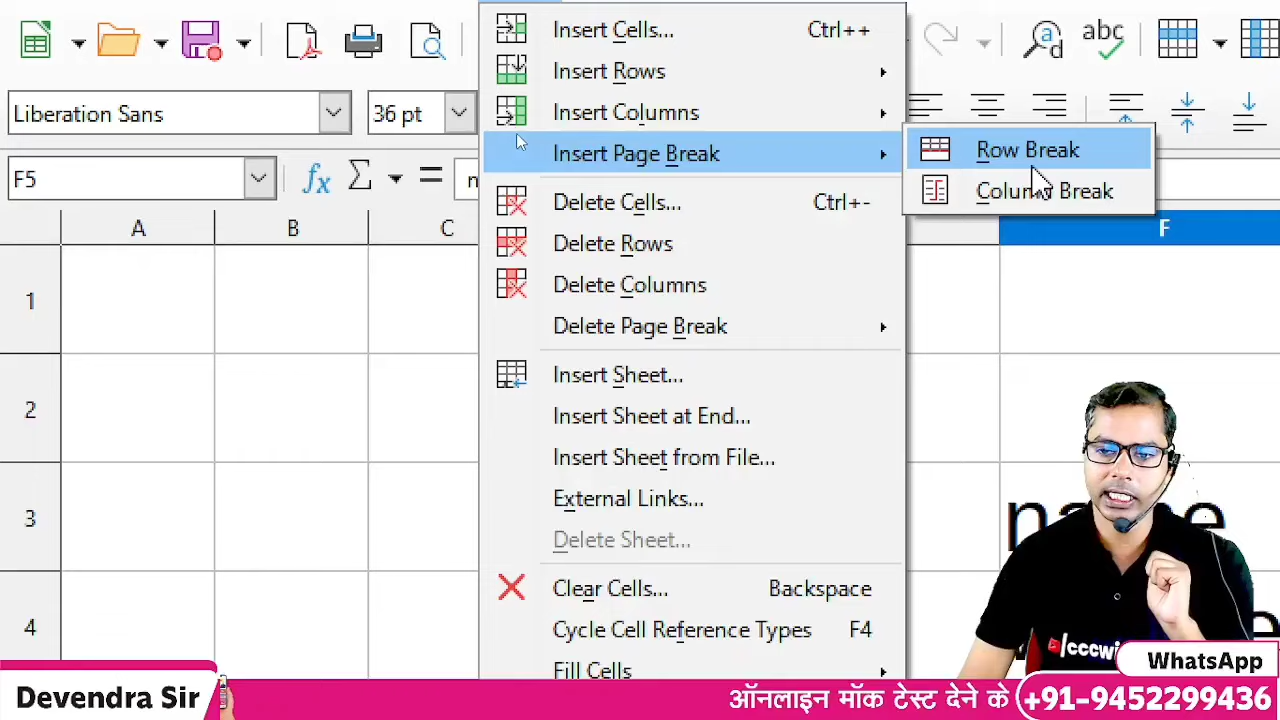 Insert Cells... Ctrl++
abc
Insert Rows
Liberation Sans
36 pt
Insert Columns
Insert Page Break
Row Break
Column Break
F5
fx Σ =
Delete Cells... Ctrl+-
A B C F
Delete Rows
Delete Columns
1
Delete Page Break
Insert Sheet...
2
Insert Sheet at End...
Insert Sheet from File...
External Links...
3
name
Delete Sheet...
Clear Cells... Backspace
4
Cycle Cell Reference Types F4
Fill Cells
WhatsApp
Devendra Sir
ऑनलाइन मॉक टेस्ट देने के
+91-9452299436